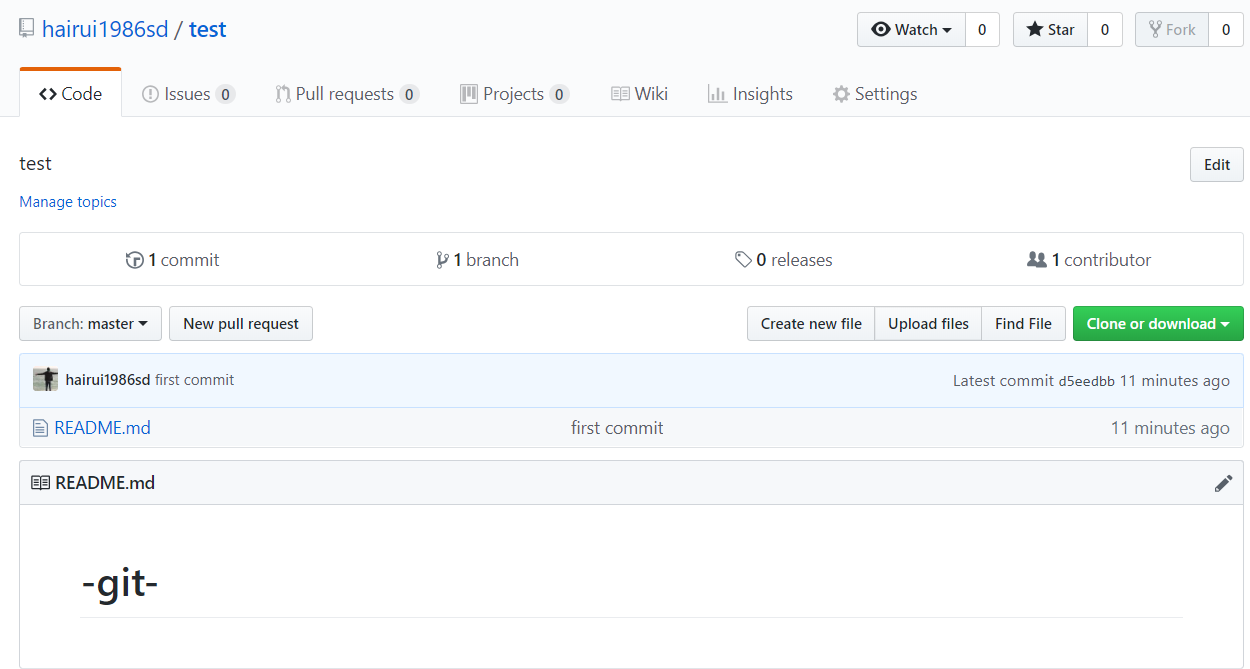 hairui1986sd / test Watch 0 Star 0 Fork 0
Code Issues 0 Pull requests 0 Projects 0 Wiki Insights Settings
test Edit
Manage topics
1 commit 1 branch 0 releases 1 contributor
Branch: master New pull request Create new file Upload files Find File Clone or download
hairui1986sd first commit Latest commit d5eedbb 11 minutes ago
README.md first commit 11 minutes ago
README.md
-git-